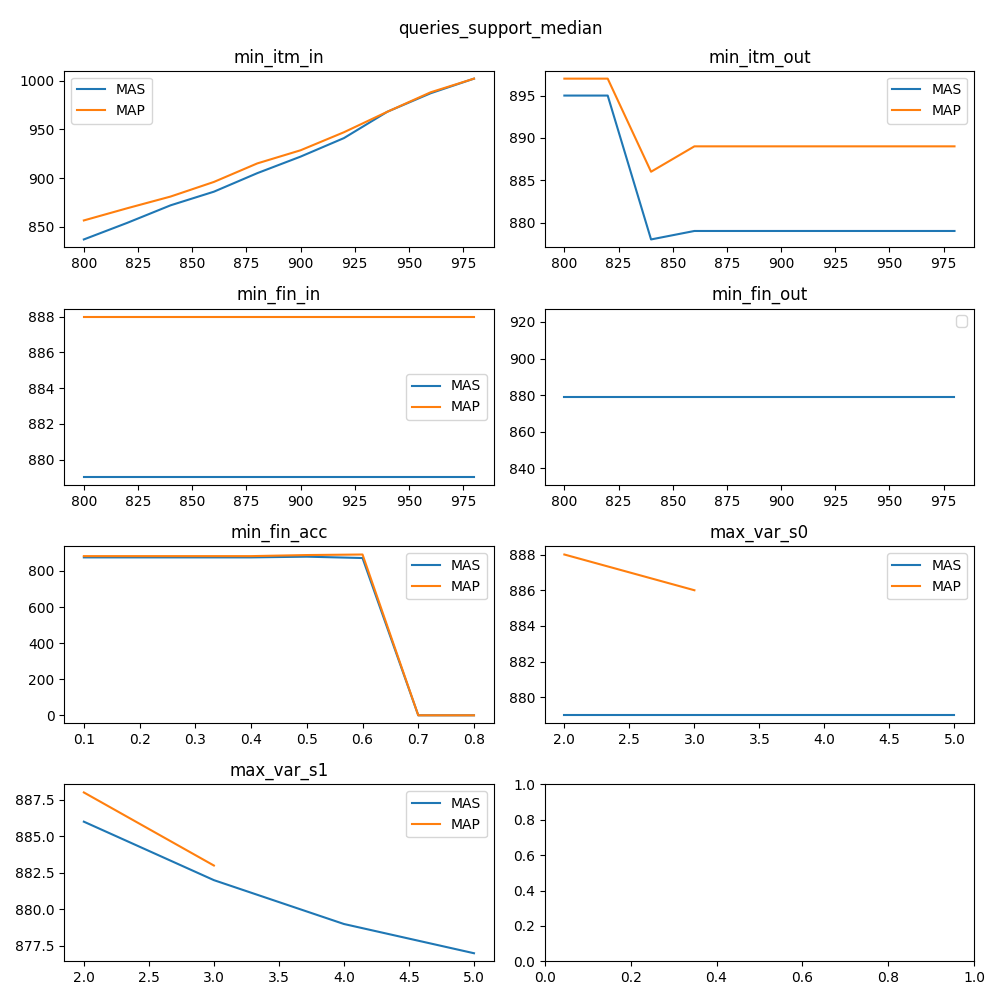 queries_support_median
min_itm_in
1000
950
900
850
MAS
MAP
800 825 850 875 900 925 950 975
min_itm_out
895
890
885
880
MAS
MAP
800 825 850 875 900 925 950 975
min_fin_in
888
886
884
882
880
MAS
MAP
800 825 850 875 900 925 950 975
min_fin_out
920
900
880
860
840
800 825 850 875 900 925 950 975
min_fin_acc
800
600
400
200
0
MAS
MAP
0.1 0.2 0.3 0.4 0.5 0.6 0.7 0.8
max_var_s0
888
886
884
882
880
MAS
MAP
2.0 2.5 3.0 3.5 4.0 4.5 5.0
max_var_s1
887.5
885.0
882.5
880.0
877.5
MAS
MAP
2.0 2.5 3.0 3.5 4.0 4.5 5.0
1.0
0.8
0.6
0.4
0.2
0.0
0.0 0.2 0.4 0.6 0.8 1.0